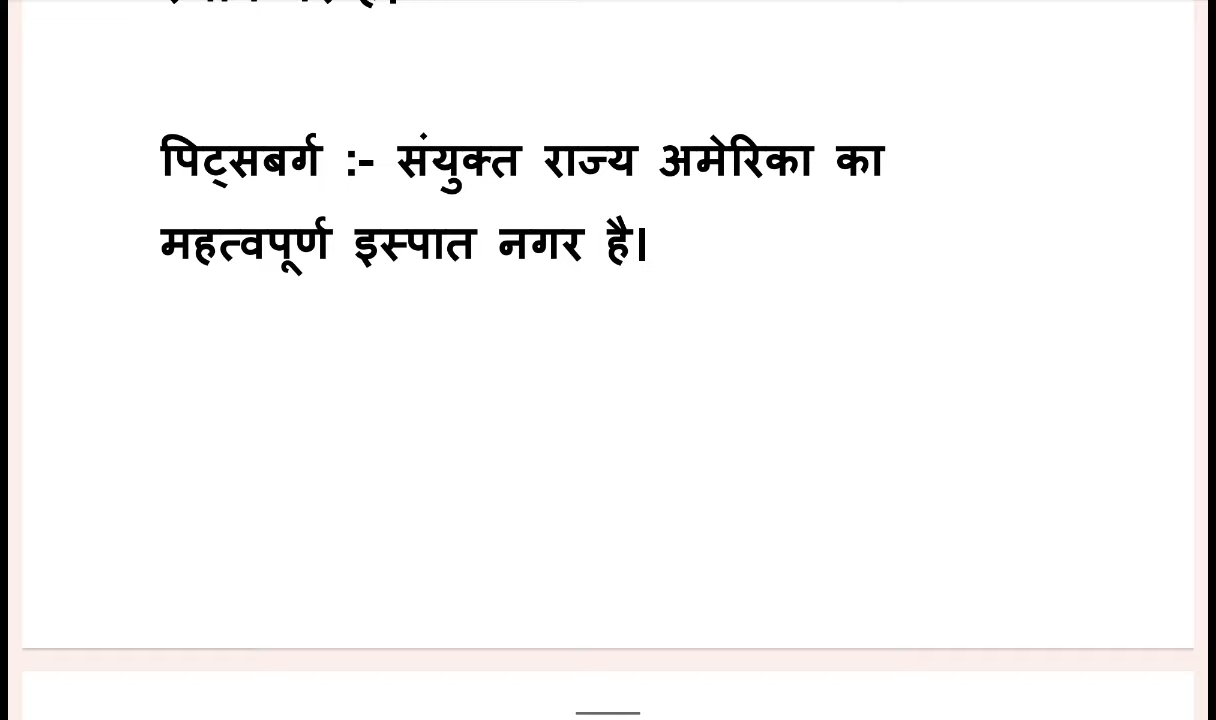 पिट्सबर्ग :- संयुक्त राज्य अमेरिका का
महत्वपूर्ण इस्पात नगर है।